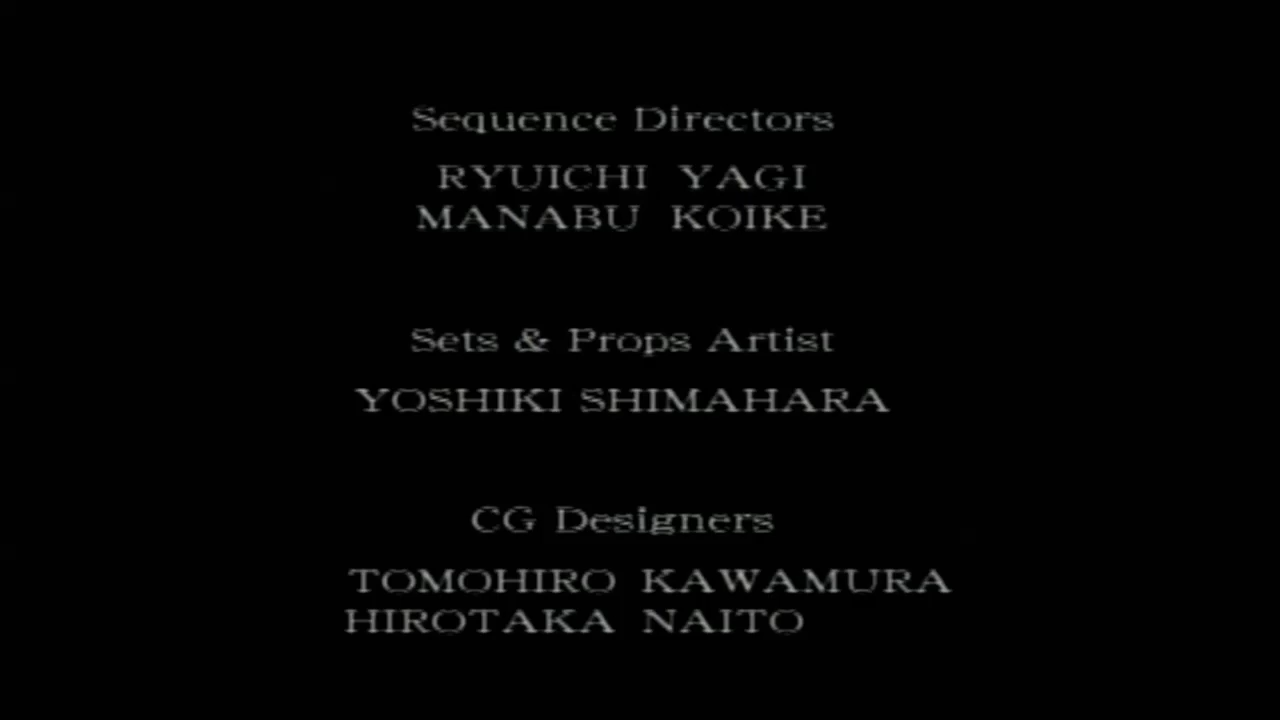 Sequence Directors
RYUICHI YAGI
MANABU KOIKE
Sets & Props Artist
YOSHIKI SHIMAHARA
CG Designers
TOMOHIRO KAWAMURA
HIROTAKA NAITO